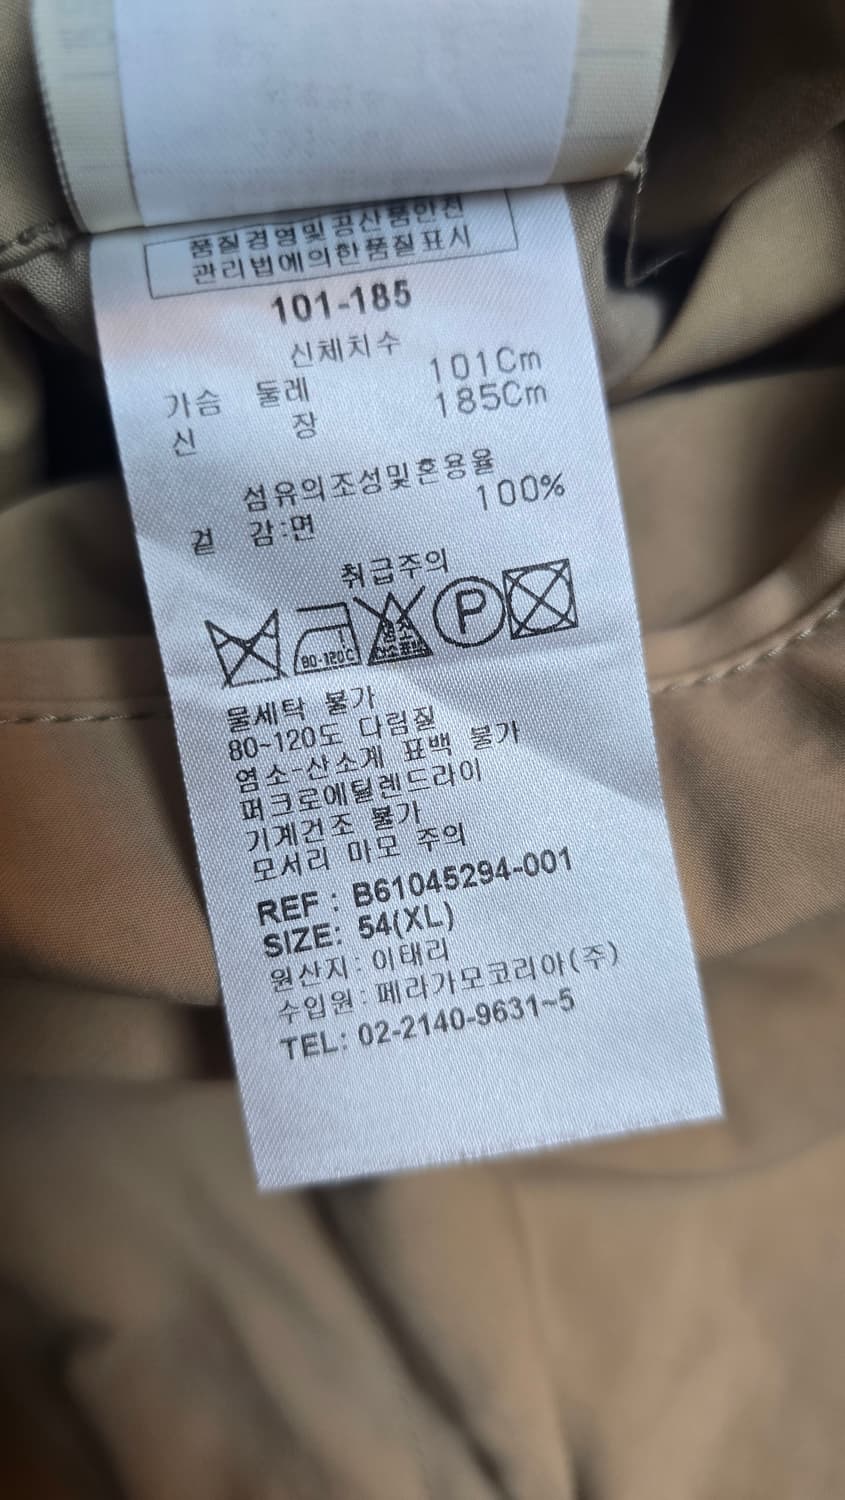 품질경영및공산품안전
관리법에의한품질표시
101-185
신체치수
가슴 둘레 101Cm
신 장 185Cm
섬유의조성및혼용율
겉 감:면 100%
취급주의
80-120℃ 염소 산소표백 P
물세탁 불가
80~120도 다림질
염소-산소계 표백 불가
퍼크로에틸렌드라이
기계건조 불가
모서리 마모 주의
REF : B61045294-001
SIZE: 54(XL)
원산지: 이태리
수입원: 페라가모코리아(주)
TEL: 02-2140-9631~5